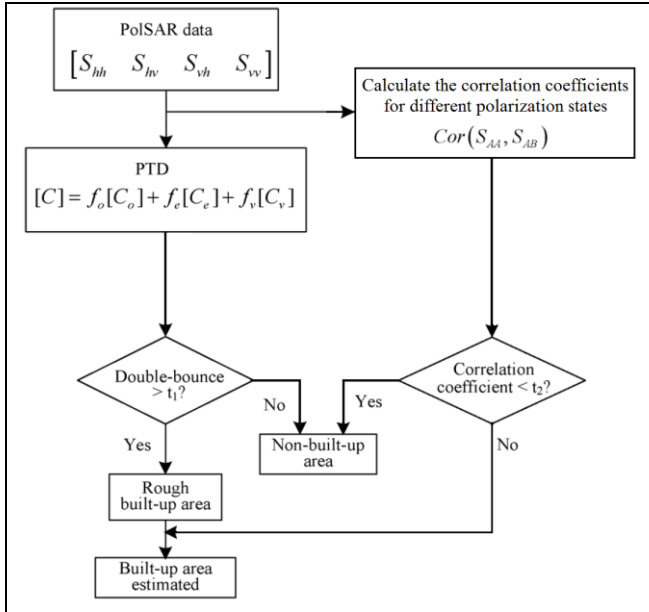 PolSAR data
[S_hh S_hv S_vh S_vv]
Calculate the correlation coefficients
for different polarization states
Cor(S_AA, S_AB)
PTD
[C] = f_o[C_o] + f_e[C_e] + f_v[C_v]
Double-bounce
> t_1?
Correlation
coefficient < t_2?
No
Yes
Yes
Non-built-up
area
No
Rough
built-up area
Built-up area
estimated